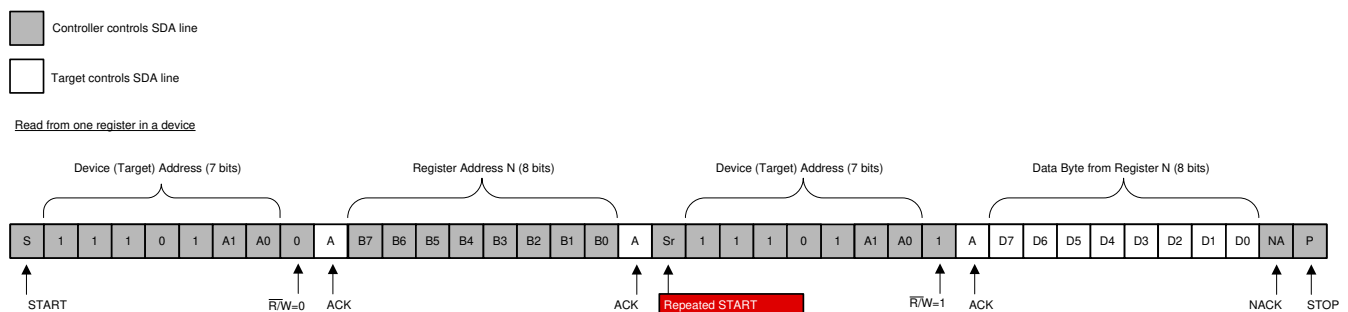 Controller controls SDA line
Target controls SDA line
Read from one register in a device
Device (Target) Address (7 bits) Register Address N (8 bits) Device (Target) Address (7 bits) Data Byte from Register N (8 bits)
S 1 1 1 0 1 A1 A0 0 A B7 B6 B5 B4 B3 B2 B1 B0 A Sr 1 1 1 0 1 A1 A0 1 A D7 D6 D5 D4 D3 D2 D1 D0 NA P
START R/W=0 ACK ACK Repeated START R/W=1 ACK NACK STOP